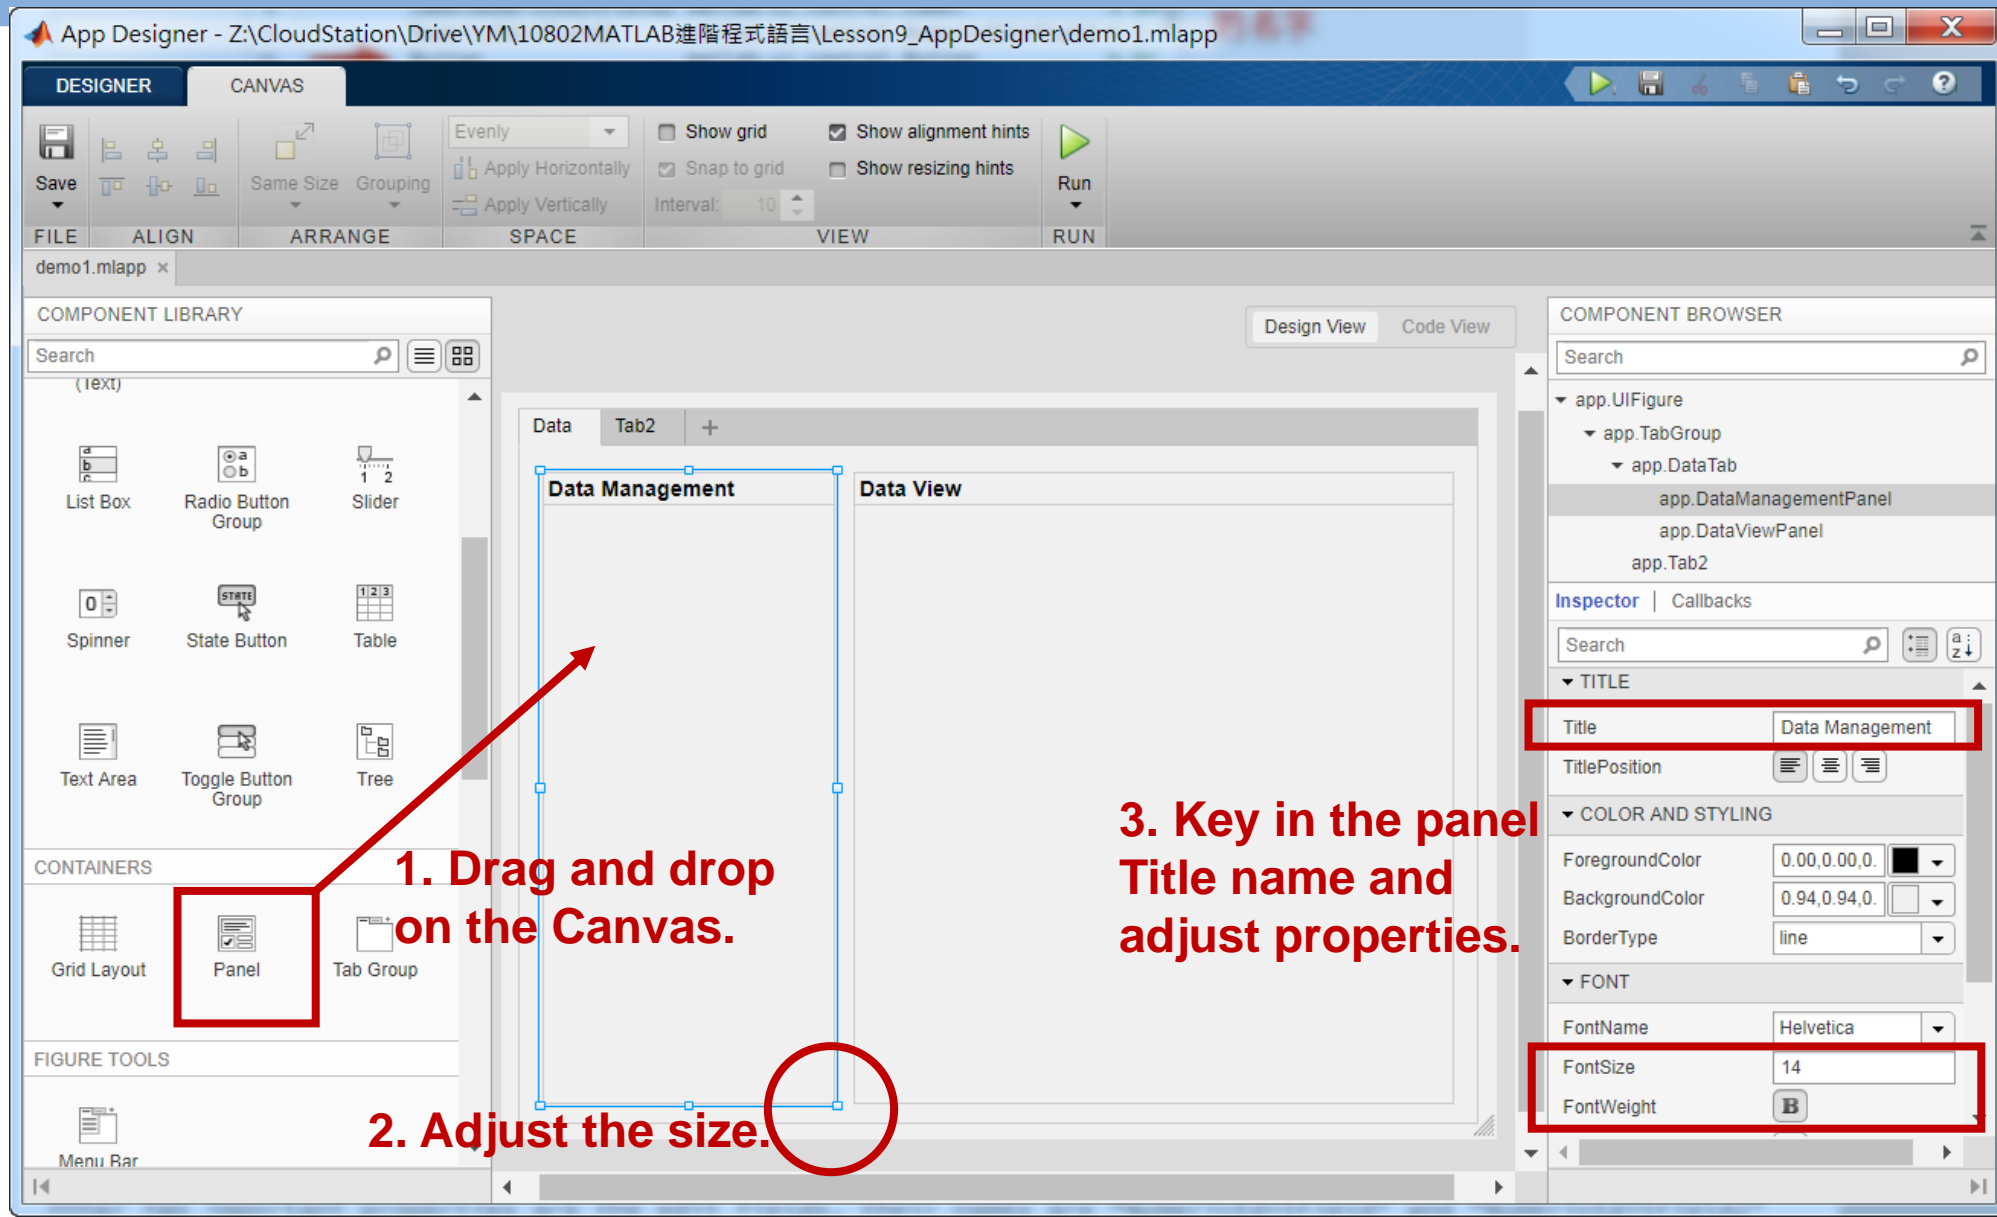 App Designer - Z:\CloudStation\Drive\YM\10802MATLAB進階程式語言\Lesson9_AppDesigner\demo1.mlapp
DESIGNER
CANVAS
Save
Same Size
Grouping
Evenly
Apply Horizontally
Apply Vertically
Show grid
Snap to grid
Interval: 10
Show alignment hints
Show resizing hints
Run
FILE
ALIGN
ARRANGE
SPACE
VIEW
RUN
demo1.mlapp ×
COMPONENT LIBRARY
Search
(Text)
List Box
Radio Button
Group
Slider
Spinner
State Button
Table
Text Area
Toggle Button
Group
Tree
CONTAINERS
Grid Layout
Panel
Tab Group
FIGURE TOOLS
Menu Bar
Design View
Code View
Data
Tab2
+
Data Management
Data View
1. Drag and drop
on the Canvas.
2. Adjust the size.
3. Key in the panel
Title name and
adjust properties.
COMPONENT BROWSER
Search
app.UIFigure
app.TabGroup
app.DataTab
app.DataManagementPanel
app.DataViewPanel
app.Tab2
Inspector | Callbacks
Search
TITLE
Title Data Management
TitlePosition
COLOR AND STYLING
ForegroundColor 0.00,0.00,0.
BackgroundColor 0.94,0.94,0.
BorderType line
FONT
FontName Helvetica
FontSize 14
FontWeight B